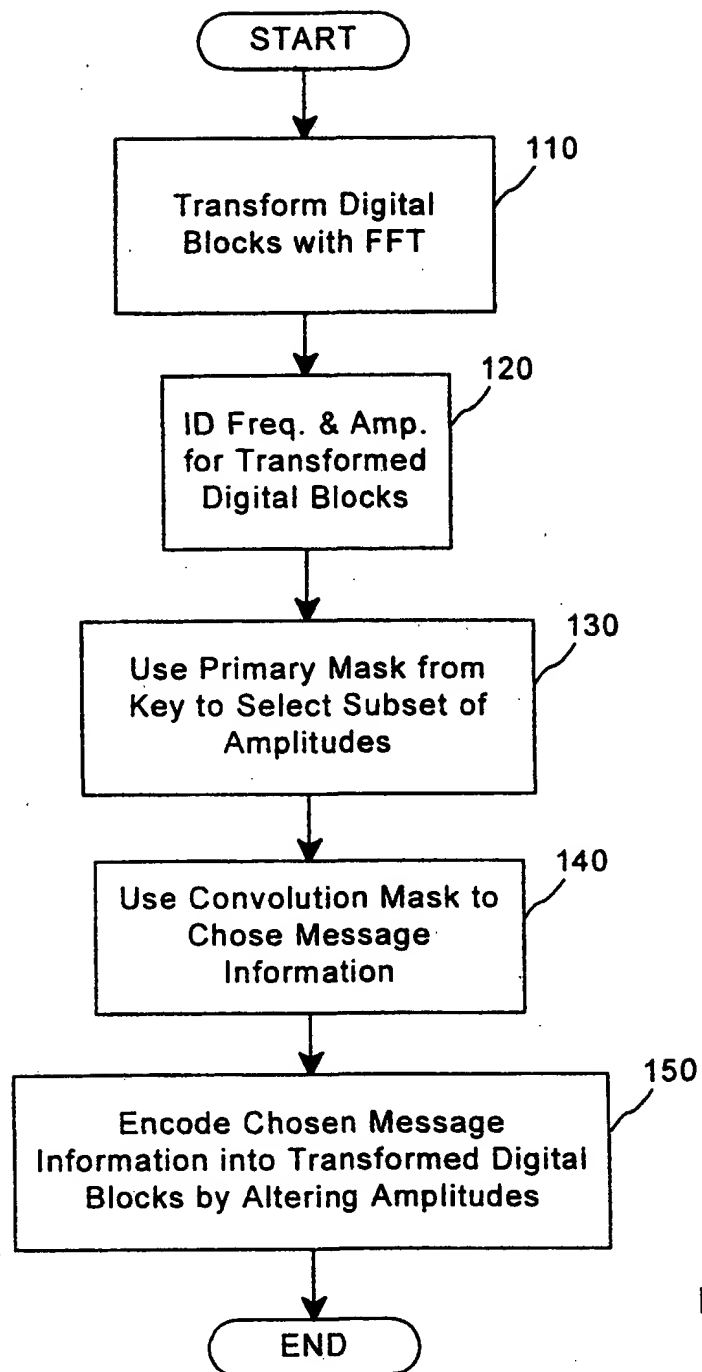 START
110
Transform Digital
Blocks with FFT
120
ID Freq. & Amp.
for Transformed
Digital Blocks
130
Use Primary Mask from
Key to Select Subset of
Amplitudes
140
Use Convolution Mask to
Chose Message
Information
150
Encode Chosen Message
Information into Transformed Digital
Blocks by Altering Amplitudes
END